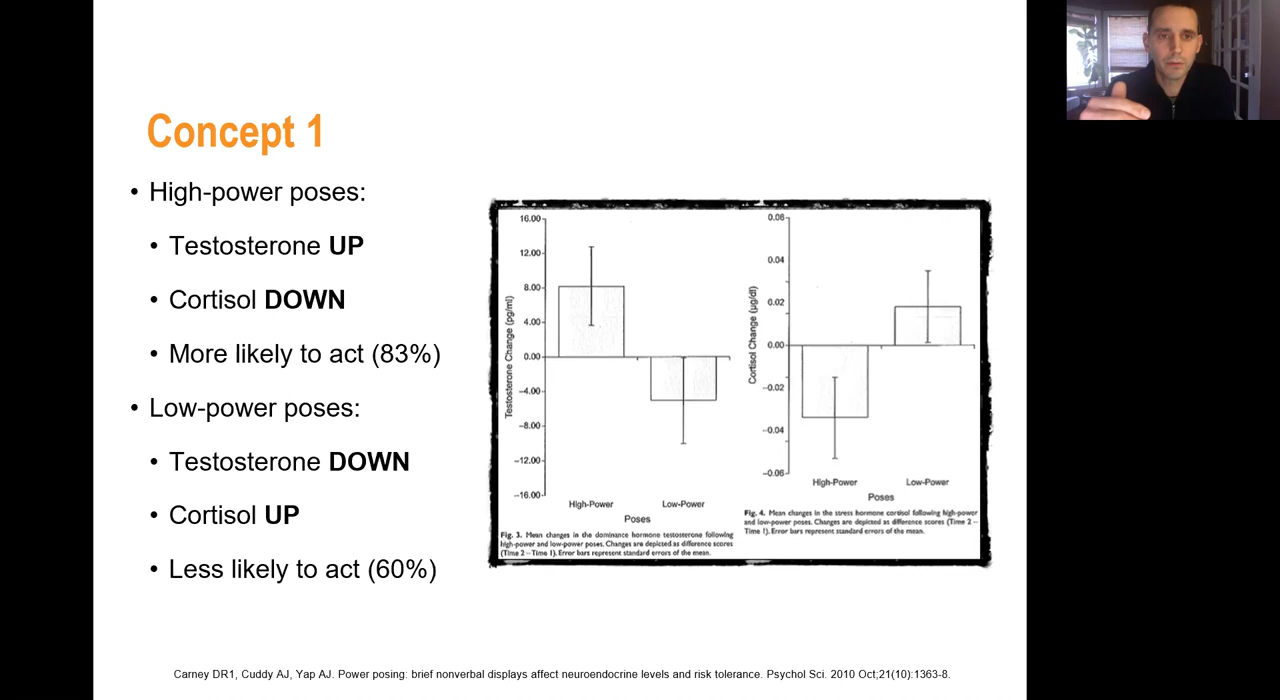 Concept 1
• High-power poses:
• Testosterone UP
• Cortisol DOWN
• More likely to act (83%)
• Low-power poses:
• Testosterone DOWN
• Cortisol UP
• Less likely to act (60%)
Testosterone Change (pg/ml)
16.00
12.00
8.00
4.00
0.00
−4.00
−8.00
−12.00
−16.00
High-Power Low-Power
Poses
Fig. 3. Mean changes in the dominance hormone testosterone following
high-power and low-power poses. Changes are depicted as difference scores
(Time 2 – Time 1). Error bars represent standard errors of the mean.
Cortisol Change (µg/dl)
0.06
0.04
0.02
0.00
−0.02
−0.04
−0.06
High-Power Low-Power
Poses
Fig. 4. Mean changes in the stress hormone cortisol following high-power
and low-power poses. Changes are depicted as difference scores (Time 2 –
Time 1). Error bars represent standard errors of the mean.
Carney DR1, Cuddy AJ, Yap AJ. Power posing: brief nonverbal displays affect neuroendocrine levels and risk tolerance. Psychol Sci. 2010 Oct;21(10):1363-8.